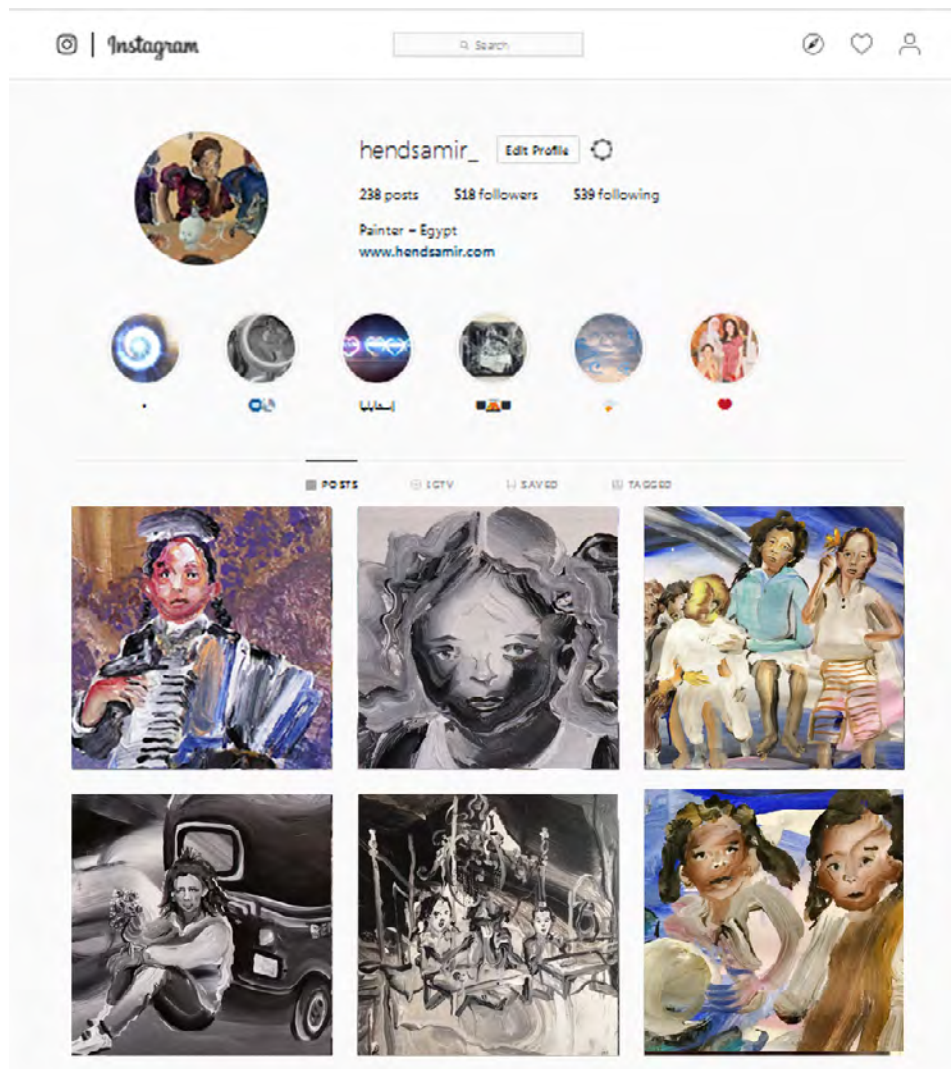 Instagram
Search
hendsamir_ Edit Profile
238 posts 518 followers 539 following
Painter ~ Egypt
www.hendsamir.com
POSTS IGTV SAVED TAGGED